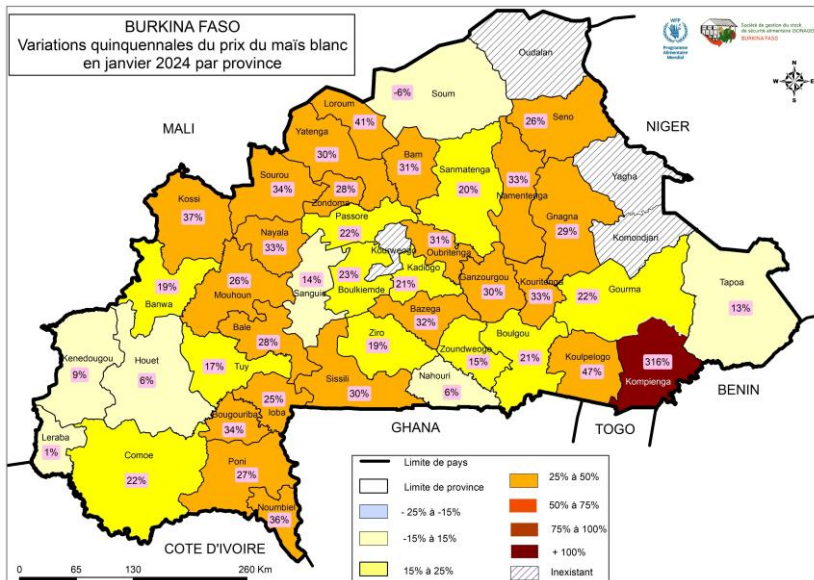 BURKINA FASO
Variations quinquennales du prix du maïs blanc
en janvier 2024 par province
WFP
Programme
Alimentaire
Mondial
Société de gestion du stock
de sécurité alimentaire (SONAGESS)
BURKINA FASO
N
W E
S
Oudalan
-6%
Soum
MALI
Loroum
41%
26%
Seno
NIGER
Yatenga
30%
Bam
31%
Sanmatenga
20%
33%
Namentenga
Yagha
Sourou
34%
28%
Zondoma
Kossi
37%
Gnagna
29%
Passore
22%
Nayala
33%
Kourweogo
31%
Oubritenga
Komondjari
19%
Banwa
26%
Mouhoun
14%
Sanguie
23%
Boulkiemde
Kadiogo
21%
Ganzourgou
30%
Kouritenga
33%
22%
Gourma
Tapoa
13%
Bale
28%
Bazega
32%
Ziro
19%
Zoundweogo
15%
Boulgou
21%
Koulpelogo
47%
316%
Kompienga
Kenedougou
9%
Houet
6%
17%
Tuy
Sissili
30%
Nahouri
6%
BENIN
25%
Ioba
Bougouriba
34%
GHANA
TOGO
Leraba
1%
Comoe
22%
Poni
27%
Noumbiel
36%
COTE D'IVOIRE
Limite de pays
Limite de province
- 25% à -15%
-15% à 15%
15% à 25%
25% à 50%
50% à 75%
75% à 100%
+ 100%
Inexistant
0 65 130 260 Km